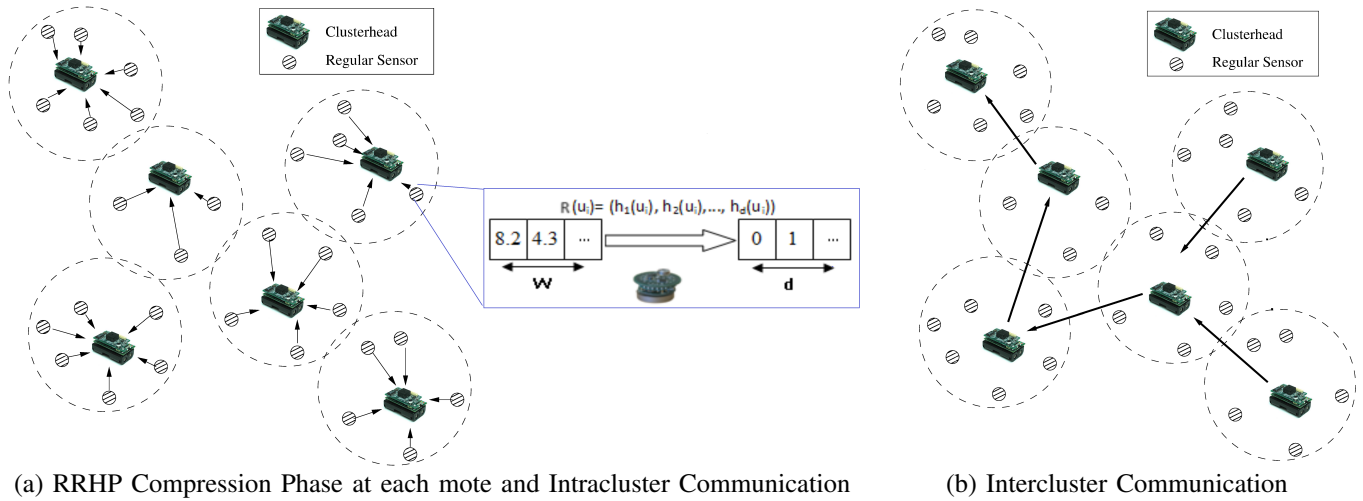 Clusterhead
Regular Sensor
R(uᵢ)= (h₁(uᵢ), h₂(uᵢ),..., h_d(uᵢ))
8.2 4.3 ...
0 1 ...
W
d
(a) RRHP Compression Phase at each mote and Intracluster Communication
Clusterhead
Regular Sensor
(b) Intercluster Communication